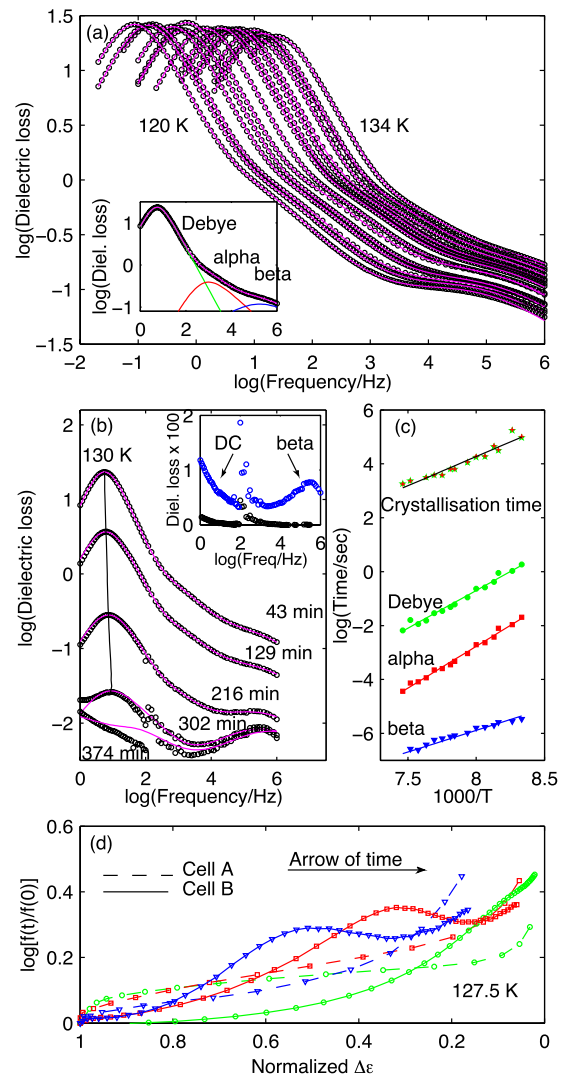 1.5
(a)
1
0.5
0
−0.5
−1
−1.5
log(Dielectric loss)
120 K
134 K
1
0
−1
log(Diel. loss)
Debye
alpha
beta
0 2 4 6
−2 −1 0 1 2 3 4 5 6
log(Frequency/Hz)
(b)
2
1
0
−1
−2
log(Dielectric loss)
130 K
Diel. loss x 100
2
1
0
DC
beta
0 2 4 6
log(Freq/Hz)
43 min
129 min
216 min
302 min
374 min
0 2 4 6
log(Frequency/Hz)
(c)
6
4
2
0
−2
−4
−6
log(Time/sec)
Crystallisation time
Debye
alpha
beta
7.5 8 8.5
1000/T
(d)
0.6
0.4
0.2
0
log[f(t)/f(0)]
Cell A
Cell B
Arrow of time
127.5 K
1 0.8 0.6 0.4 0.2 0
Normalized Δε